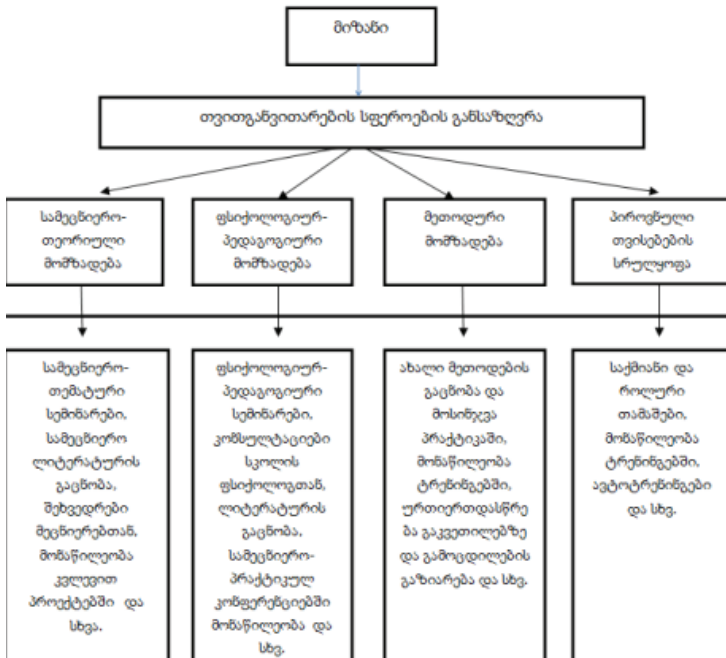 მიზანი
თვითგანვითარების სფეროების განსაზღვრა
სამეცნიერო-
თეორიული
მომზადება
ფსიქოლოგიურ-
პედაგოგიური
მომზადება
მეთოდური
მომზადება
პიროვნული
თვისებების
სრულყოფა
სამეცნიერო-
თემატური
სემინარები,
სამეცნიერო
ლიტერატურის
გაცნობა,
შეხვედრები
მეცნიერებთან,
მონაწილეობა
კვლევით
პროექტებში და
სხვა.
ფსიქოლოგიურ-
პედაგოგიური
სემინარები,
კონსულტაციები
სკოლის
ფსიქოლოგთან,
ლიტერატურის
გაცნობა,
სამეცნიერო-
პრაქტიკულ
კონფერენციებში
მონაწილეობა და
სხვ.
ახალი მეთოდების
გაცნობა და
მოსინჯვა
პრაქტიკაში,
მონაწილეობა
ტრენინგებში,
ურთიერთდასწრე
ბა გაკვეთილებზე
და გამოცდილების
გაზიარება და სხვ.
საქმიანი და
როლური
თამაშები,
მონაწილეობა
ტრენინგებში,
ავტოტრენინგები
და სხვ.